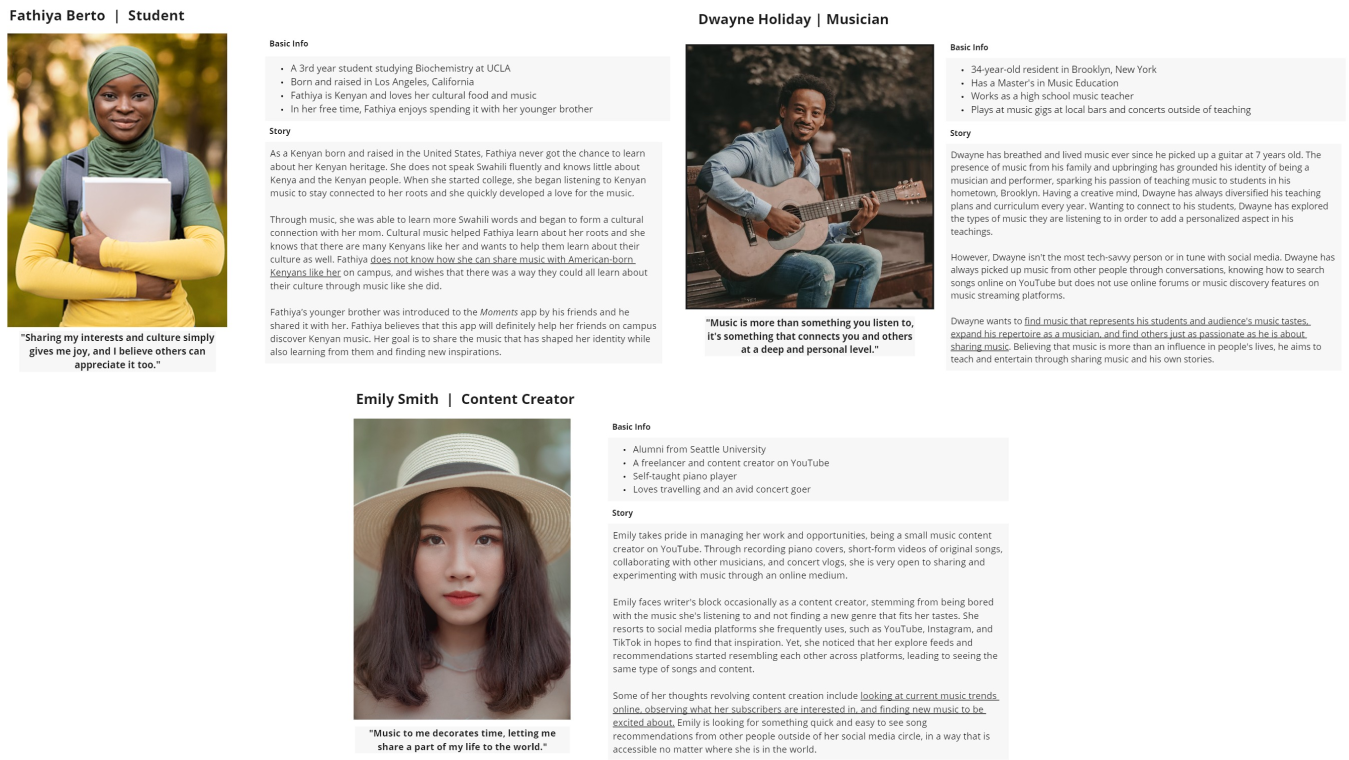 Fathiya Berto | Student
Basic Info
• A 3rd year student studying Biochemistry at UCLA
• Born and raised in Los Angeles, California
• Fathiya is Kenyan and loves her cultural food and music
• In her free time, Fathiya enjoys spending it with her younger brother
Story
As a Kenyan born and raised in the United States, Fathiya never got the chance to learn
about her Kenyan heritage. She does not speak Swahili fluently and knows little about
Kenya and the Kenyan people. When she started college, she began listening to Kenyan
music to stay connected to her roots and she quickly developed a love for the music.
Through music, she was able to learn more Swahili words and began to form a cultural
connection with her mom. Cultural music helped Fathiya learn about her roots and she
knows that there are many Kenyans like her and wants to help them learn about their
culture as well. Fathiya does not know how she can share music with American-born
Kenyans like her on campus, and wishes that there was a way they could all learn about
their culture through music like she did.
Fathiya's younger brother was introduced to the Moments app by his friends and he
shared it with her. Fathiya believes that this app will definitely help her friends on campus
discover Kenyan music. Her goal is to share the music that has shaped her identity while
also learning from them and finding new inspirations.
"Sharing my interests and culture simply
gives me joy, and I believe others can
appreciate it too."
Dwayne Holiday | Musician
Basic Info
• 34-year-old resident in Brooklyn, New York
• Has a Master's in Music Education
• Works as a high school music teacher
• Plays at music gigs at local bars and concerts outside of teaching
Story
Dwayne has breathed and lived music ever since he picked up a guitar at 7 years old. The
presence of music from his family and upbringing has grounded his identity of being a
musician and performer, sparking his passion of teaching music to students in his
hometown, Brooklyn. Having a creative mind, Dwayne has always diversified his teaching
plans and curriculum every year. Wanting to connect to his students, Dwayne has explored
the types of music they are listening to in order to add a personalized aspect in his
teachings.
However, Dwayne isn't the most tech-savvy person or in tune with social media. Dwayne has
always picked up music from other people through conversations, knowing how to search
songs online on YouTube but does not use online forums or music discovery features on
music streaming platforms.
Dwayne wants to find music that represents his students and audience's music tastes,
expand his repertoire as a musician, and find others just as passionate as he is about
sharing music. Believing that music is more than an influence in people's lives, he aims to
teach and entertain through sharing music and his own stories.
"Music is more than something you listen to,
it's something that connects you and others
at a deep and personal level."
Emily Smith | Content Creator
Basic Info
• Alumni from Seattle University
• A freelancer and content creator on YouTube
• Self-taught piano player
• Loves travelling and an avid concert goer
Story
Emily takes pride in managing her work and opportunities, being a small music content
creator on YouTube. Through recording piano covers, short-form videos of original songs,
collaborating with other musicians, and concert vlogs, she is very open to sharing and
experimenting with music through an online medium.
Emily faces writer's block occasionally as a content creator, stemming from being bored
with the music she's listening to and not finding a new genre that fits her tastes. She
resorts to social media platforms she frequently uses, such as YouTube, Instagram, and
TikTok in hopes to find that inspiration. Yet, she noticed that her explore feeds and
recommendations started resembling each other across platforms, leading to seeing the
same type of songs and content.
Some of her thoughts revolving content creation include looking at current music trends
online, observing what her subscribers are interested in, and finding new music to be
excited about. Emily is looking for something quick and easy to see song
recommendations from other people outside of her social media circle, in a way that is
accessible no matter where she is in the world.
"Music to me decorates time, letting me
share a part of my life to the world."